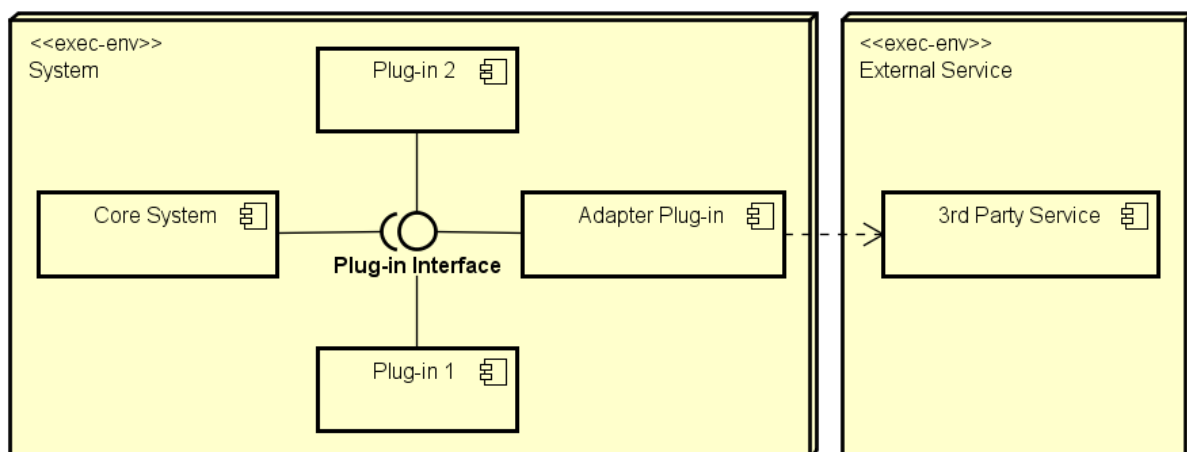 <<exec-env>>
System
Plug-in 2
Core System
Plug-in Interface
Adapter Plug-in
Plug-in 1
<<exec-env>>
External Service
3rd Party Service